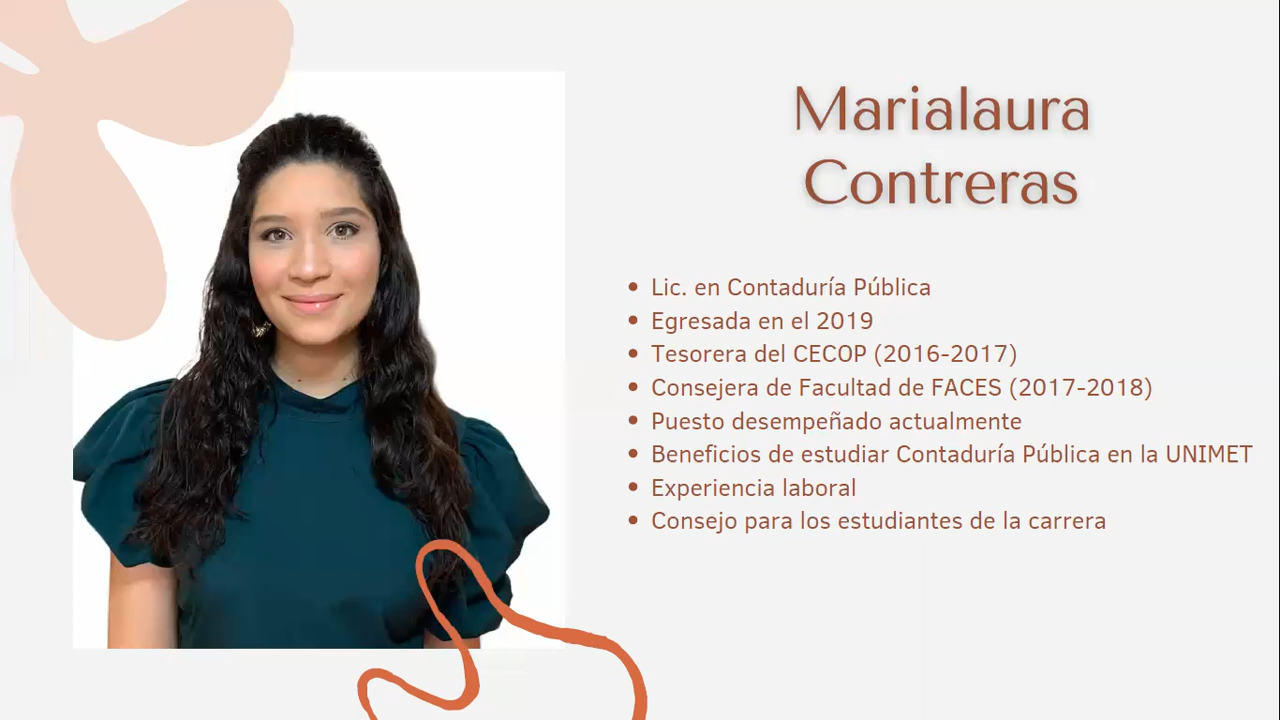 Marialaura
Contreras
• Lic. en Contaduría Pública
• Egresada en el 2019
• Tesorera del CECOP (2016-2017)
• Consejera de Facultad de FACES (2017-2018)
• Puesto desempeñado actualmente
• Beneficios de estudiar Contaduría Pública en la UNIMET
• Experiencia laboral
• Consejo para los estudiantes de la carrera